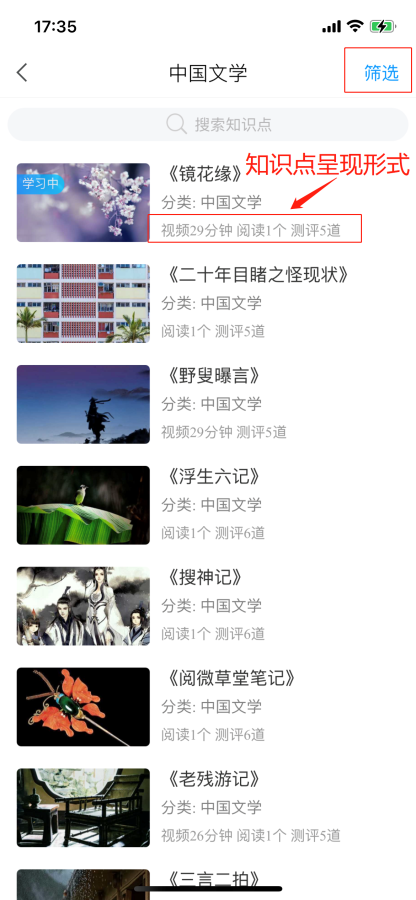 17:35
中国文学
筛选
搜索知识点
知识点呈现形式
学习中
《镜花缘》
分类: 中国文学
视频29分钟 阅读1个 测评5道
《二十年目睹之怪现状》
分类: 中国文学
阅读1个 测评5道
《野叟曝言》
分类: 中国文学
视频29分钟 测评5道
《浮生六记》
分类: 中国文学
阅读1个 测评6道
《搜神记》
分类: 中国文学
阅读1个 测评6道
《阅微草堂笔记》
分类: 中国文学
阅读1个 测评6道
《老残游记》
分类: 中国文学
视频26分钟 阅读1个 测评5道
《三言二拍》